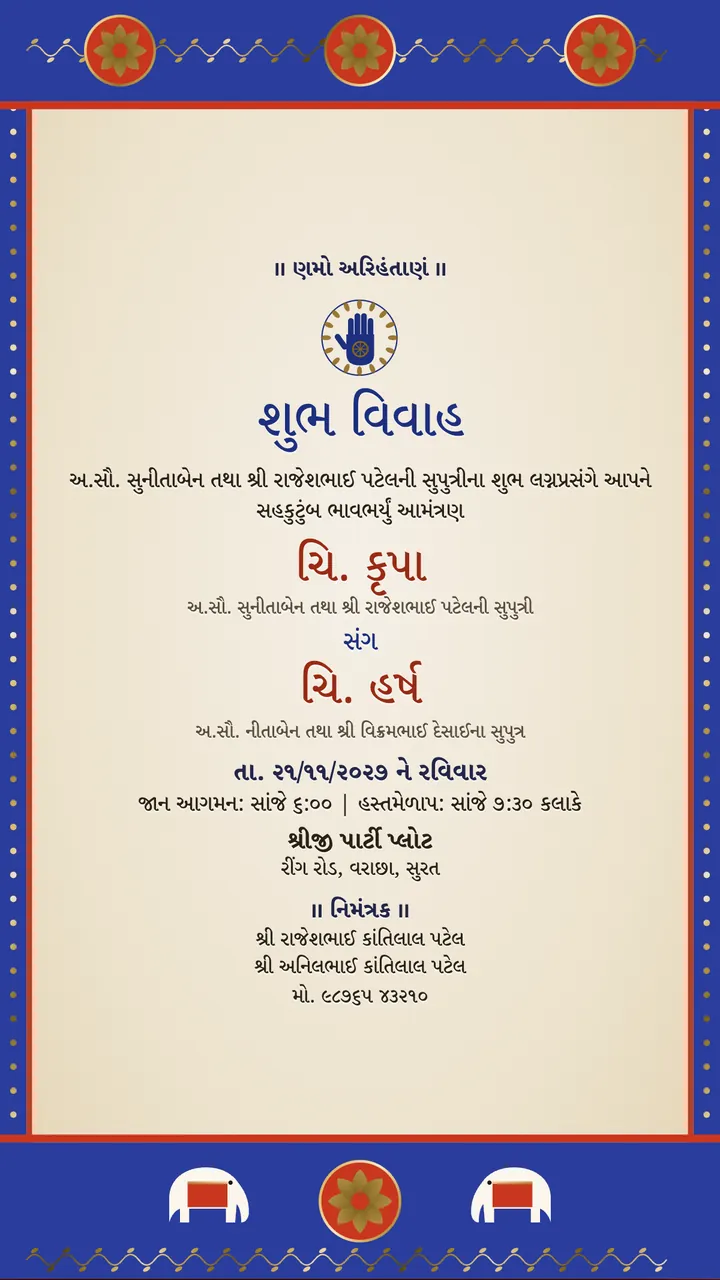 ॥ ણમો અરિહંતાણં ॥
શુભ વિવાહ
અ.સૌ. સુનીતાબેન તથા શ્રી રાજેશભાઈ પટેલની સુપુત્રીના શુભ લગ્નપ્રસંગે આપને
સહકુટુંબ ભાવભર્યું આમંત્રણ
ચિ. કૃપા
અ.સૌ. સુનીતાબેન તથા શ્રી રાજેશભાઈ પટેલની સુપુત્રી
સંગ
ચિ. હર્ષ
અ.સૌ. નીતાબેન તથા શ્રી વિક્રમભાઈ દેસાઈના સુપુત્ર
તા. ૨૧/૧૧/૨૦૨૭ ને રવિવાર
જાન આગમન: સાંજે ૬:૦૦ | હસ્તમેળાપ: સાંજે ૭:૩૦ કલાકે
શ્રીજી પાર્ટી પ્લોટ
રીંગ રોડ, વરાછા, સુરત
॥ નિમંત્રક ॥
શ્રી રાજેશભાઈ કાંતિલાલ પટેલ
શ્રી અનિલભાઈ કાંતિલાલ પટેલ
મો. ૯૮૭૬૫ ૪૩૨૧૦